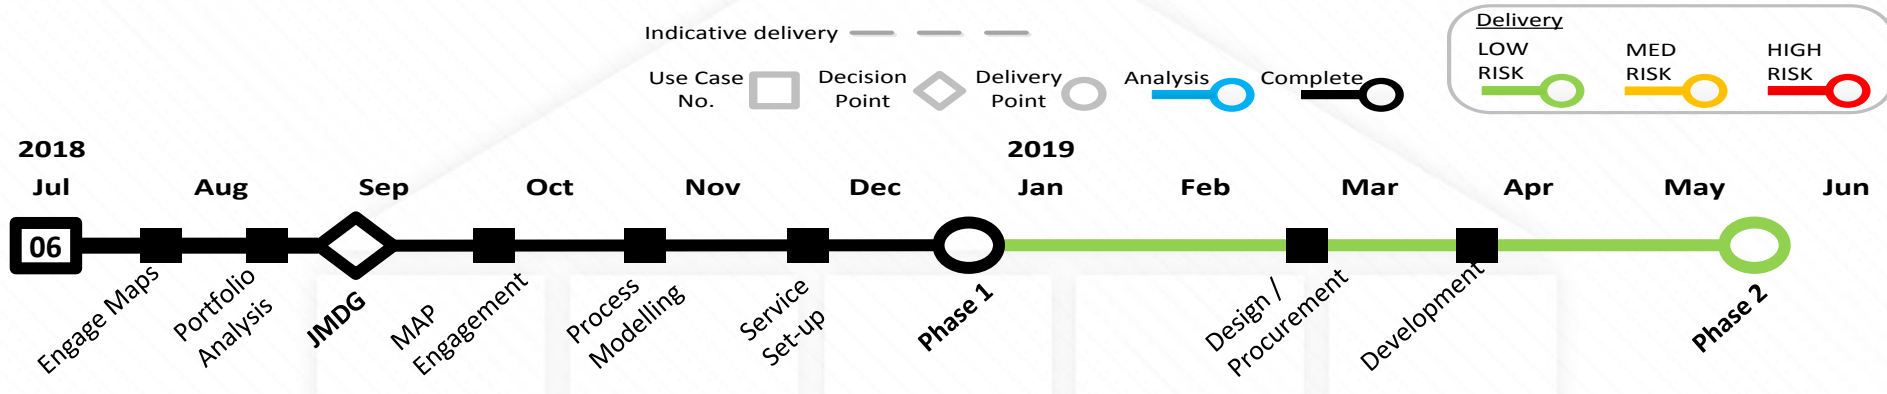 Indicative delivery
Use Case No.
Decision Point
Delivery Point
Analysis
Complete
Delivery
LOW RISK
MED RISK
HIGH RISK
2018
2019
Jul Aug Sep Oct Nov Dec Jan Feb Mar Apr May Jun
06
Engage Maps
Portfolio
Analysis
JMDG
MAP
Engagement
Process
Modelling
Service
Set-up
Phase 1
Design /
Procurement
Development
Phase 2